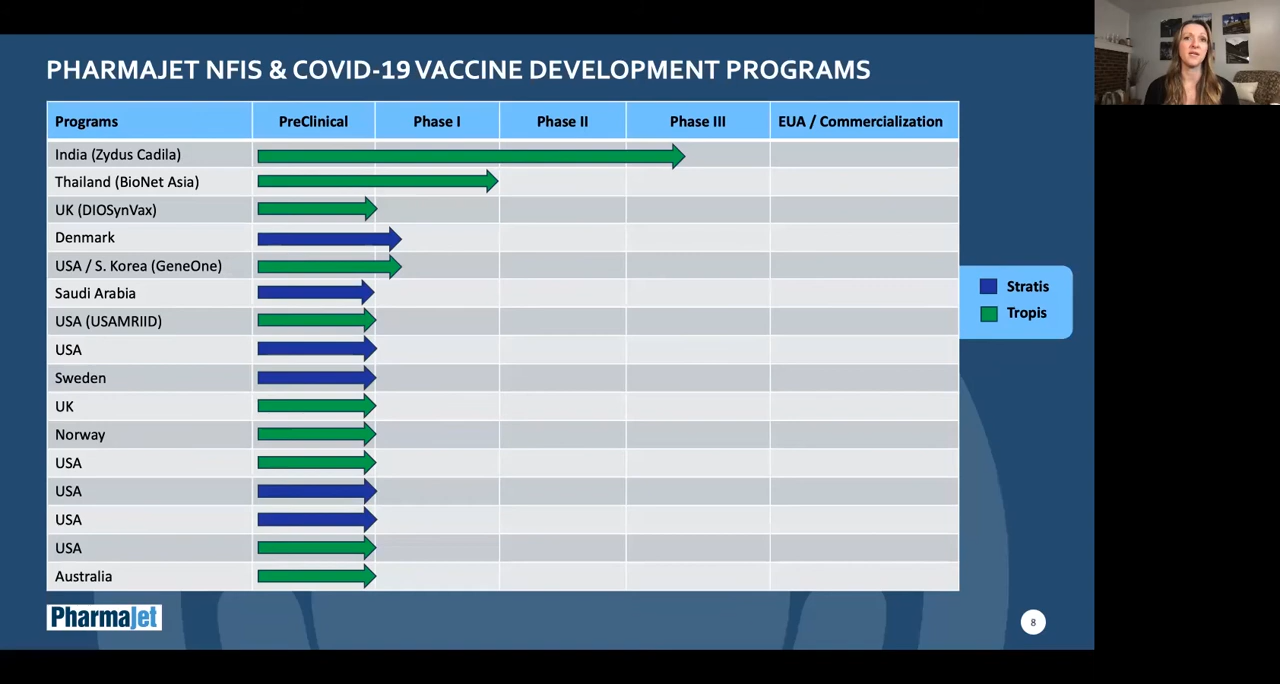 PHARMAJET NFIS & COVID-19 VACCINE DEVELOPMENT PROGRAMS
Programs PreClinical Phase I Phase II Phase III EUA / Commercialization
India (Zydus Cadila)
Thailand (BioNet Asia)
UK (DIOSynVax)
Denmark
USA / S. Korea (GeneOne)
Saudi Arabia
USA (USAMRIID)
USA
Sweden
UK
Norway
USA
USA
USA
USA
Australia
Stratis
Tropis
PharmaJet
8